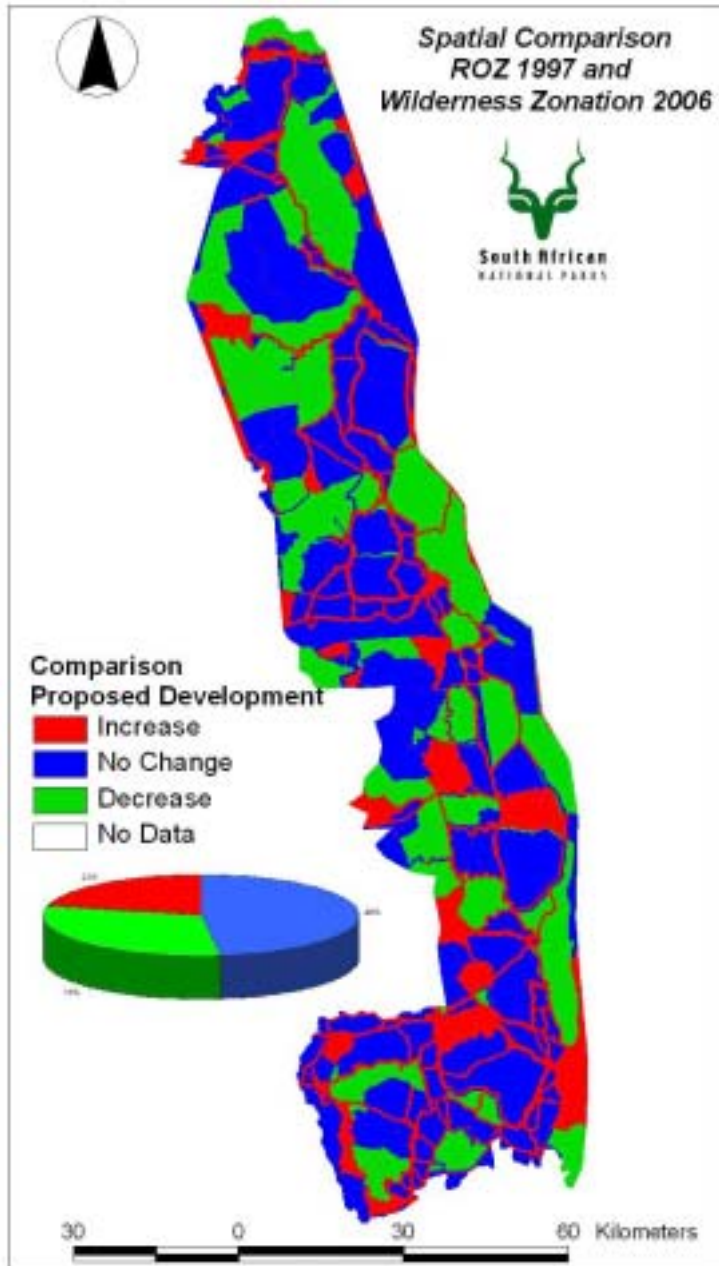 Spatial Comparison
ROZ 1997 and
Wilderness Zonation 2006
South African
NATIONAL PARKS
Comparison
Proposed Development
Increase
No Change
Decrease
No Data
30 0 30 60 Kilometers